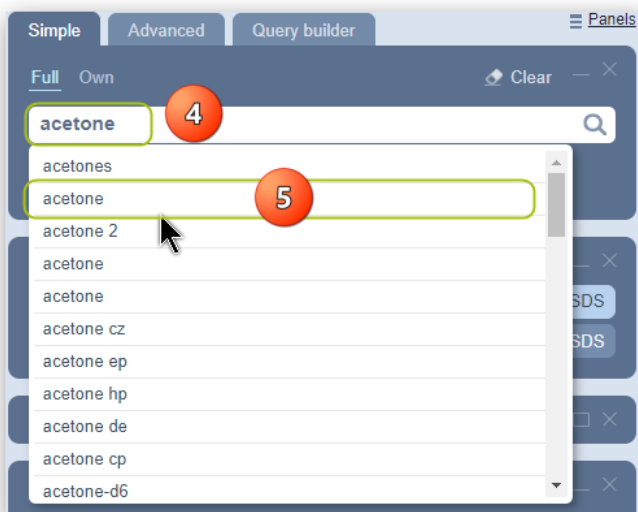 Simple Advanced Query builder Panels
Full Own Clear
acetone 4
acetones
acetone 5
acetone 2
acetone
acetone
acetone cz
acetone ep
acetone hp
acetone de
acetone cp
acetone-d6
SDS
SDS